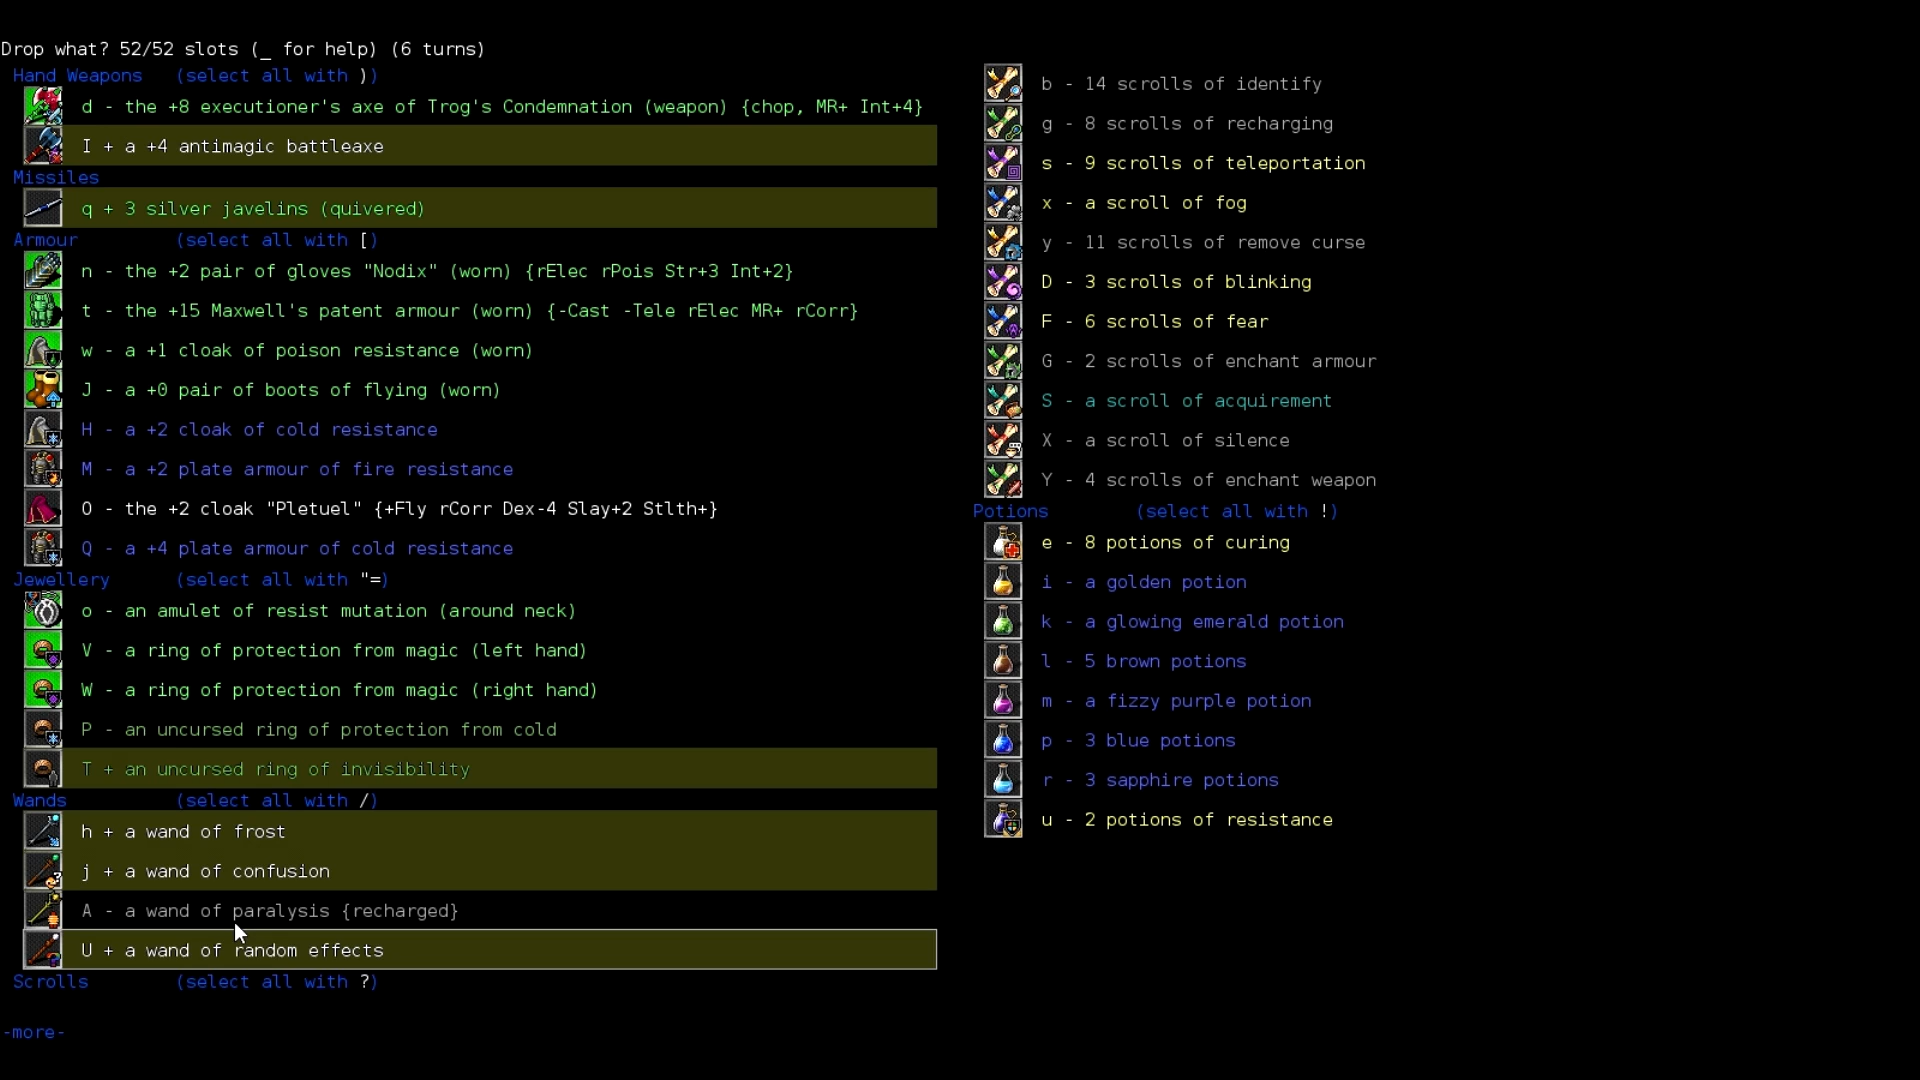 Drop what? 52/52 slots (_ for help) (6 turns)
Hand Weapons (select all with ))
d - the +8 executioner's axe of Trog's Condemnation (weapon) {chop, MR+ Int+4}
I + a +4 antimagic battleaxe
Missiles
q + 3 silver javelins (quivered)
Armour (select all with [)
n - the +2 pair of gloves "Nodix" (worn) {rElec rPois Str+3 Int+2}
t - the +15 Maxwell's patent armour (worn) {-Cast -Tele rElec MR+ rCorr}
w - a +1 cloak of poison resistance (worn)
J - a +0 pair of boots of flying (worn)
H - a +2 cloak of cold resistance
M - a +2 plate armour of fire resistance
O - the +2 cloak "Pletuel" {+Fly rCorr Dex-4 Slay+2 Stlth+}
Q - a +4 plate armour of cold resistance
Jewellery (select all with "=)
o - an amulet of resist mutation (around neck)
V - a ring of protection from magic (left hand)
W - a ring of protection from magic (right hand)
P - an uncursed ring of protection from cold
T + an uncursed ring of invisibility
Wands (select all with /)
h + a wand of frost
j + a wand of confusion
A - a wand of paralysis {recharged}
U + a wand of random effects
Scrolls (select all with ?)
b - 14 scrolls of identify
g - 8 scrolls of recharging
s - 9 scrolls of teleportation
x - a scroll of fog
y - 11 scrolls of remove curse
D - 3 scrolls of blinking
F - 6 scrolls of fear
G - 2 scrolls of enchant armour
S - a scroll of acquirement
X - a scroll of silence
Y - 4 scrolls of enchant weapon
Potions (select all with !)
e - 8 potions of curing
i - a golden potion
k - a glowing emerald potion
l - 5 brown potions
m - a fizzy purple potion
p - 3 blue potions
r - 3 sapphire potions
u - 2 potions of resistance
-more-